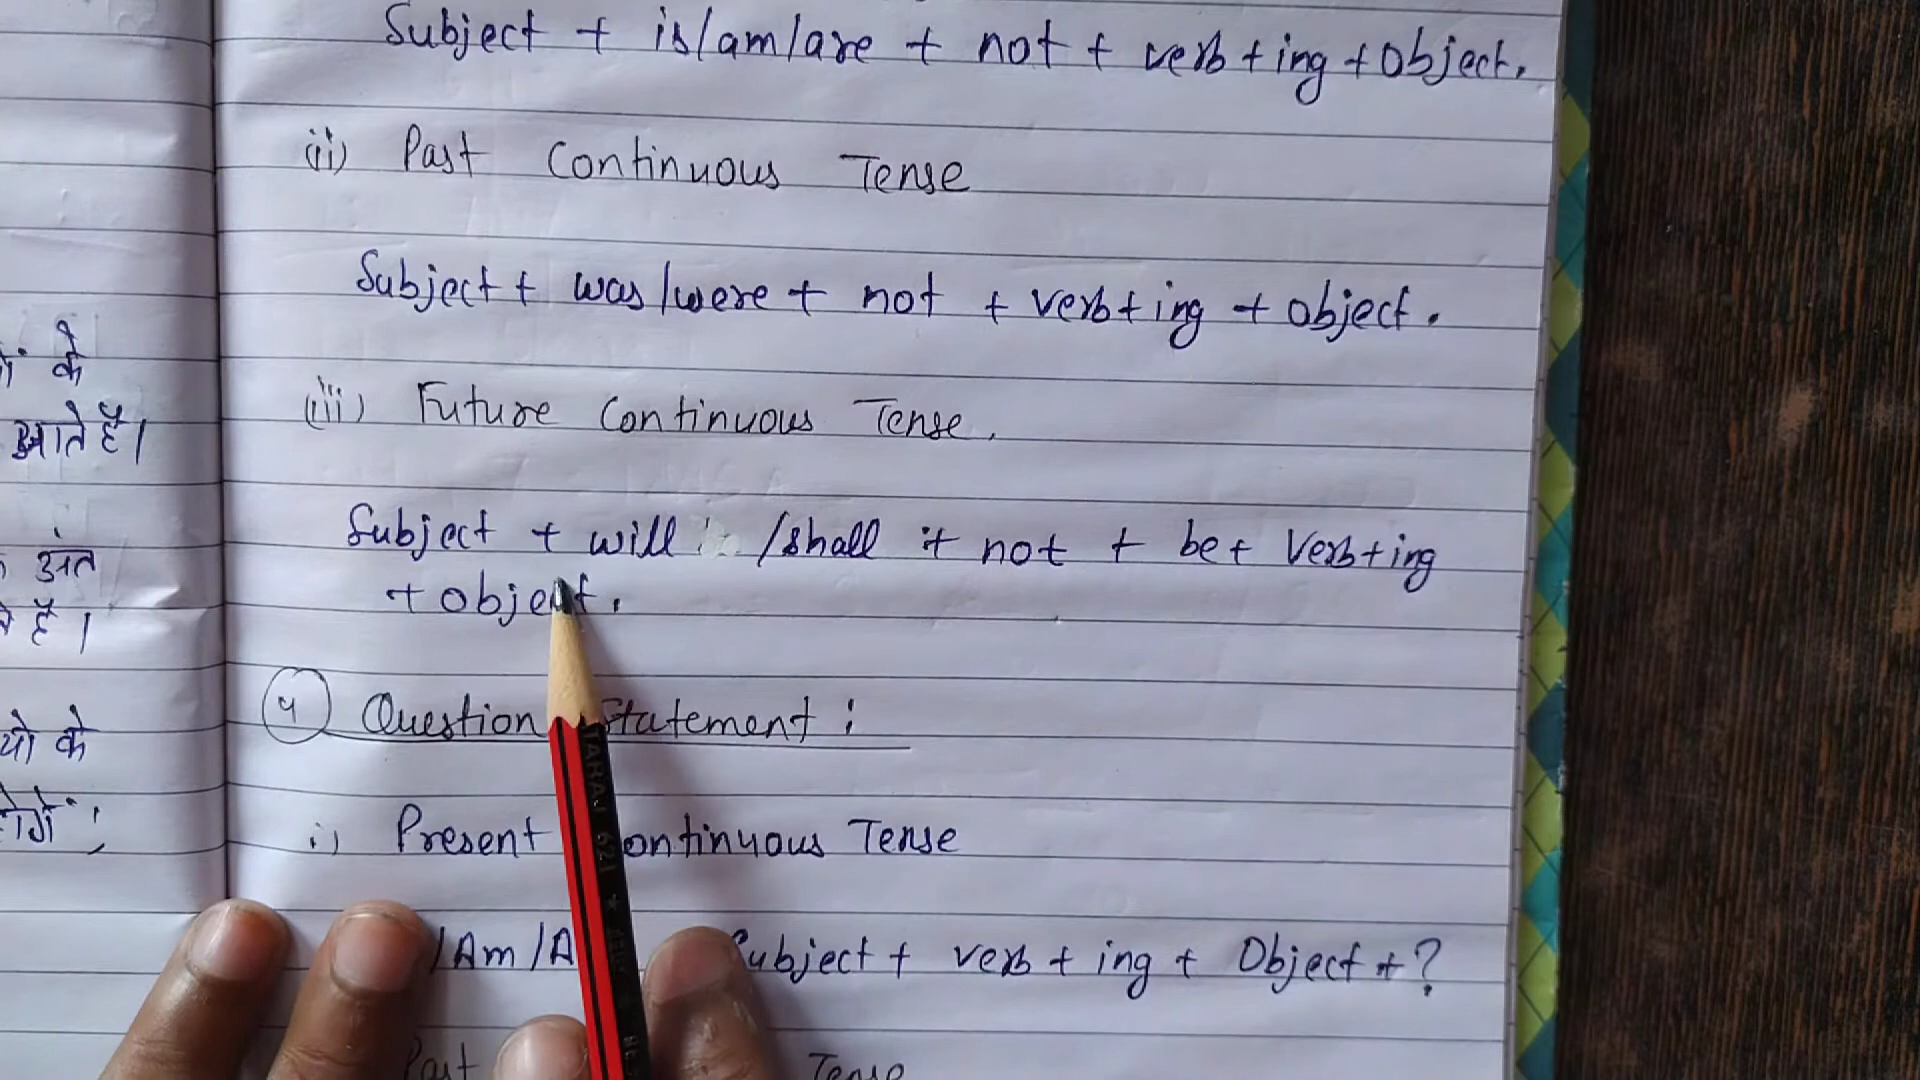 Subject + is/am/are + not + verb + ing + object.
(ii) Past Continuous Tense
Subject + was/were + not + verb + ing + object.
(iii) Future Continuous Tense.
Subject + will /shall + not + be + Verb + ing
+ object.
4 Question Statement :
i) Present Continuous Tense
/Am/A Subject + verb + ing + Object + ?
Past Tense
के
आते हैं।
अंत
हैं।
यो के